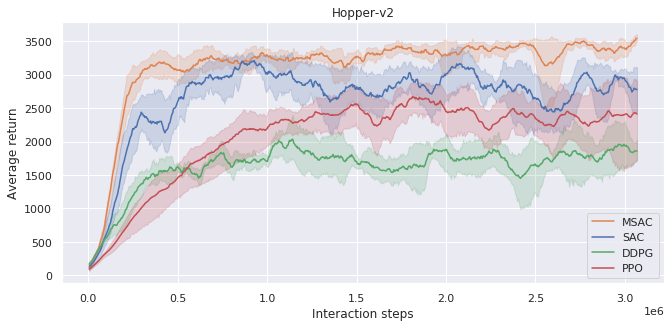 Hopper-v2
Average return
3500
3000
2500
2000
1500
1000
500
0
0.0 0.5 1.0 1.5 2.0 2.5 3.0
1e6
Interaction steps
MSAC
SAC
DDPG
PPO